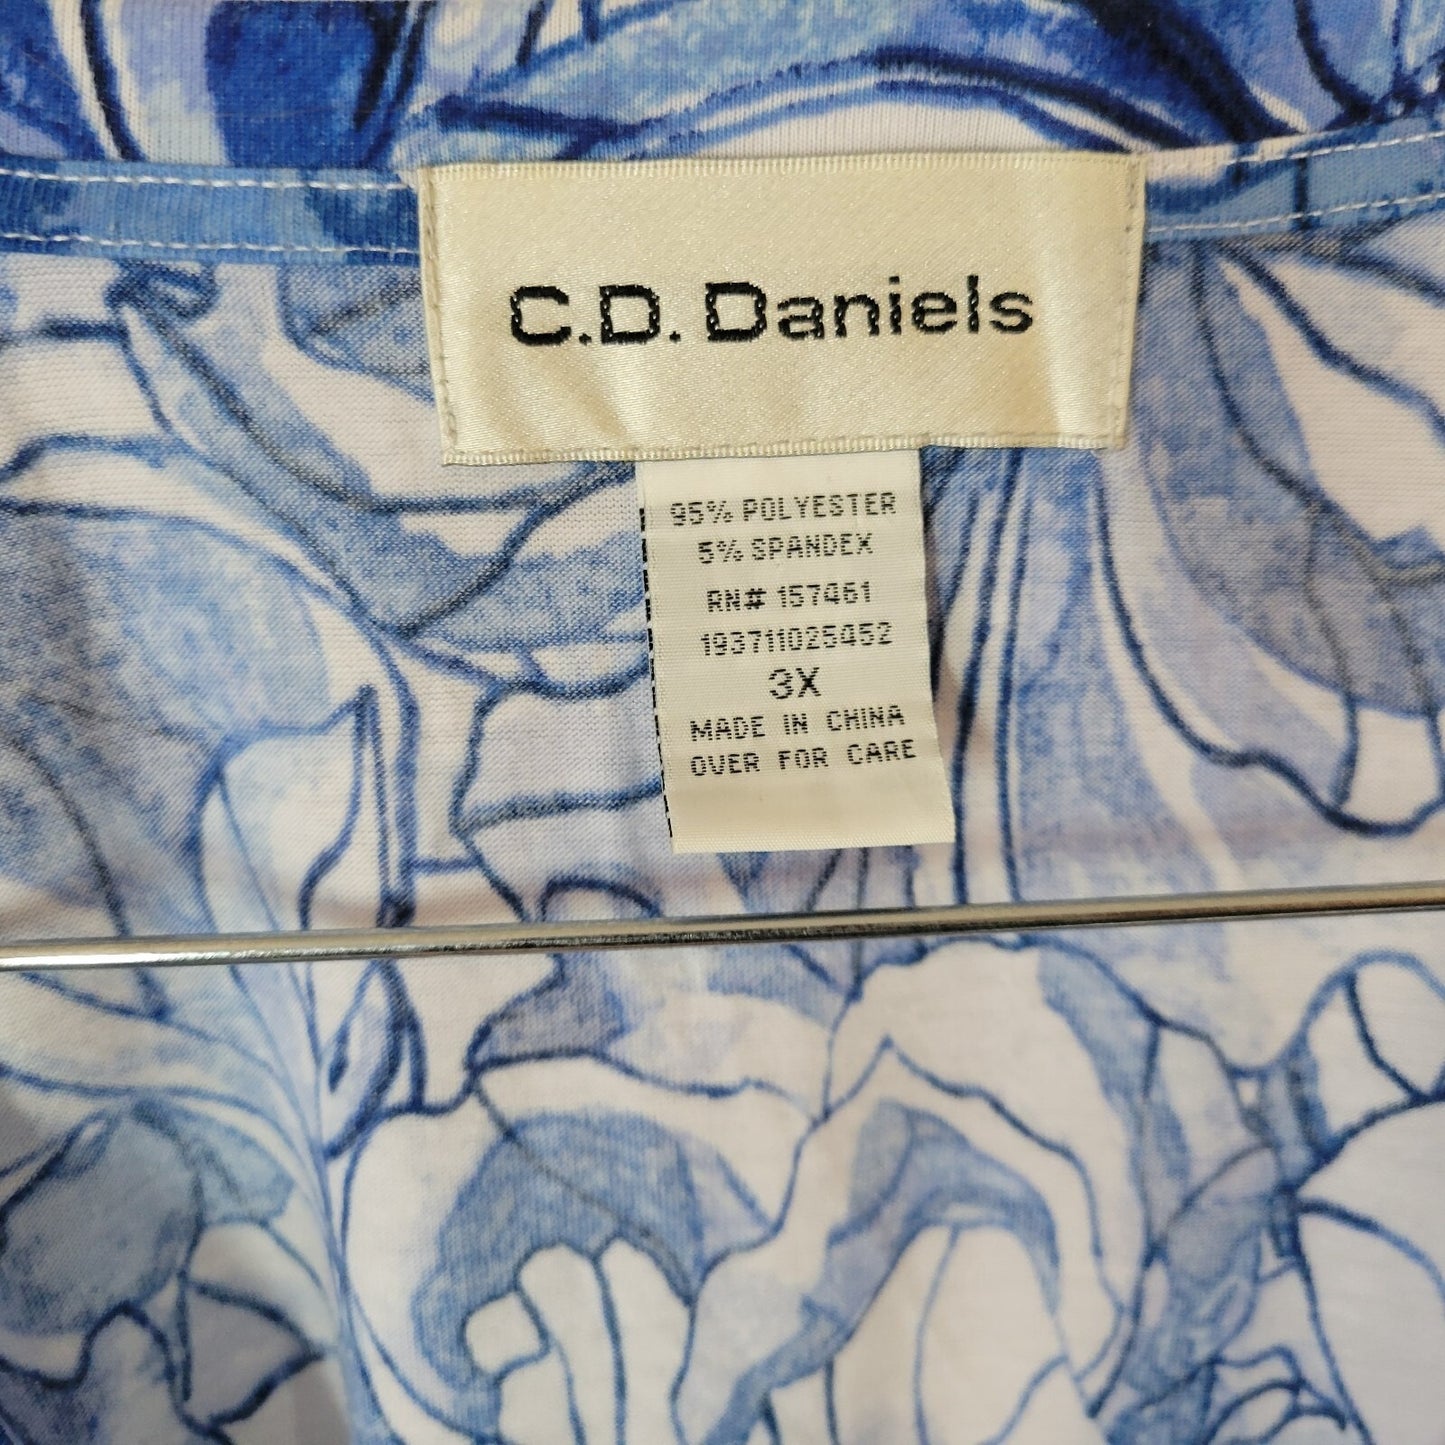 C.D. Daniels
95% POLYESTER
5% SPANDEX
RN# 157461
193711025452
3X
MADE IN CHINA
OVER FOR CARE